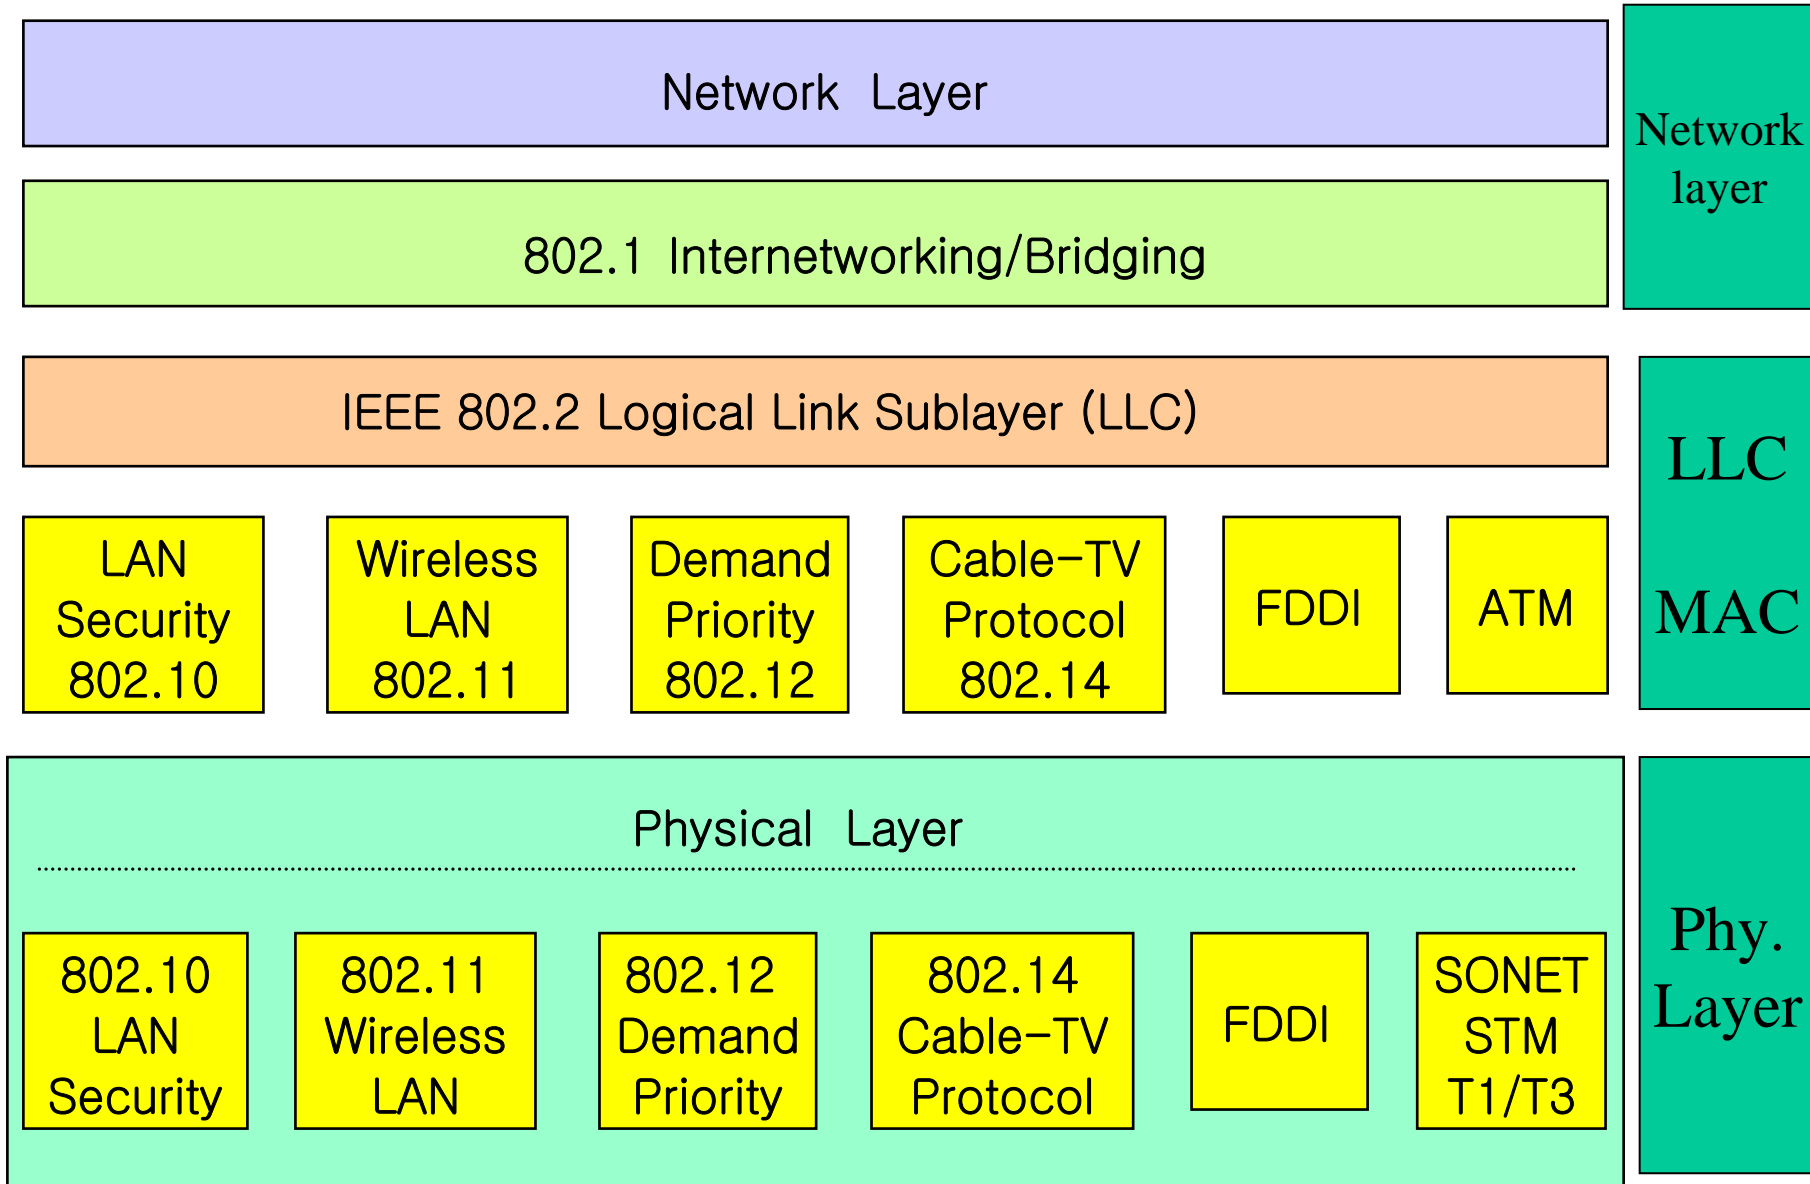 Network Layer
Network
layer
802.1 Internetworking/Bridging
IEEE 802.2 Logical Link Sublayer (LLC)
LLC
MAC
LAN
Security
802.10
Wireless
LAN
802.11
Demand
Priority
802.12
Cable-TV
Protocol
802.14
FDDI
ATM
Physical Layer
Phy.
Layer
802.10
LAN
Security
802.11
Wireless
LAN
802.12
Demand
Priority
802.14
Cable-TV
Protocol
FDDI
SONET
STM
T1/T3